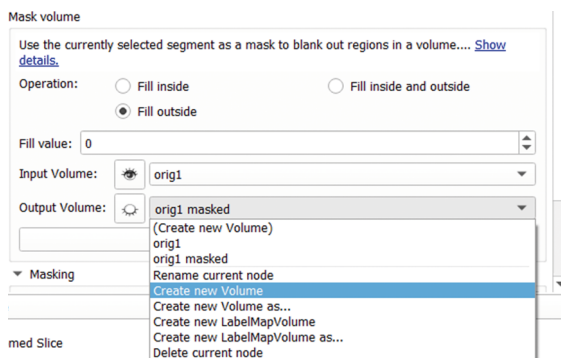 Mask volume
Use the currently selected segment as a mask to blank out regions in a volume.... Show
details.
Operation:
Fill inside
Fill inside and outside
Fill outside
Fill value: 0
Input Volume: orig1
Output Volume: orig1 masked
(Create new Volume)
orig1
orig1 masked
Masking
Rename current node
Create new Volume
Create new Volume as...
Create new LabelMapVolume
Create new LabelMapVolume as...
med Slice
Delete current node